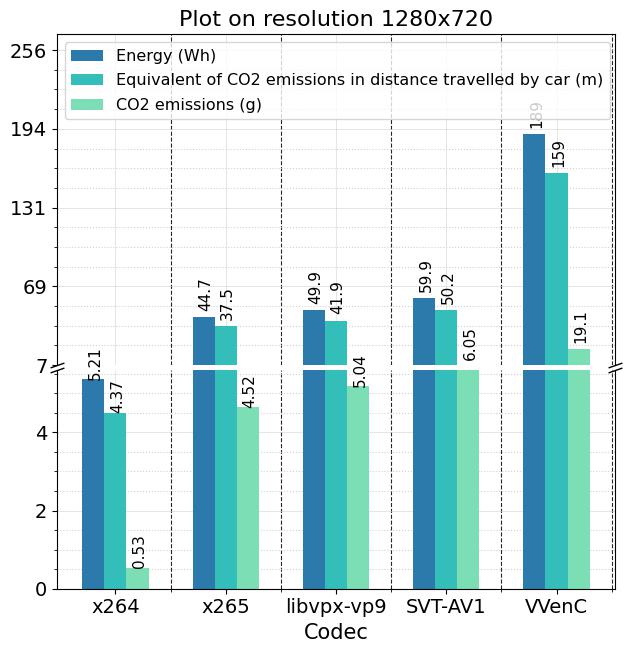 Plot on resolution 1280x720
Energy (Wh)
Equivalent of CO2 emissions in distance travelled by car (m)
CO2 emissions (g)
256
194
131
69
7
4
2
0
5.21
4.37
0.53
44.7
37.5
4.52
49.9
41.9
5.04
59.9
50.2
6.05
189
159
19.1
x264
x265
libvpx-vp9
SVT-AV1
VVenC
Codec